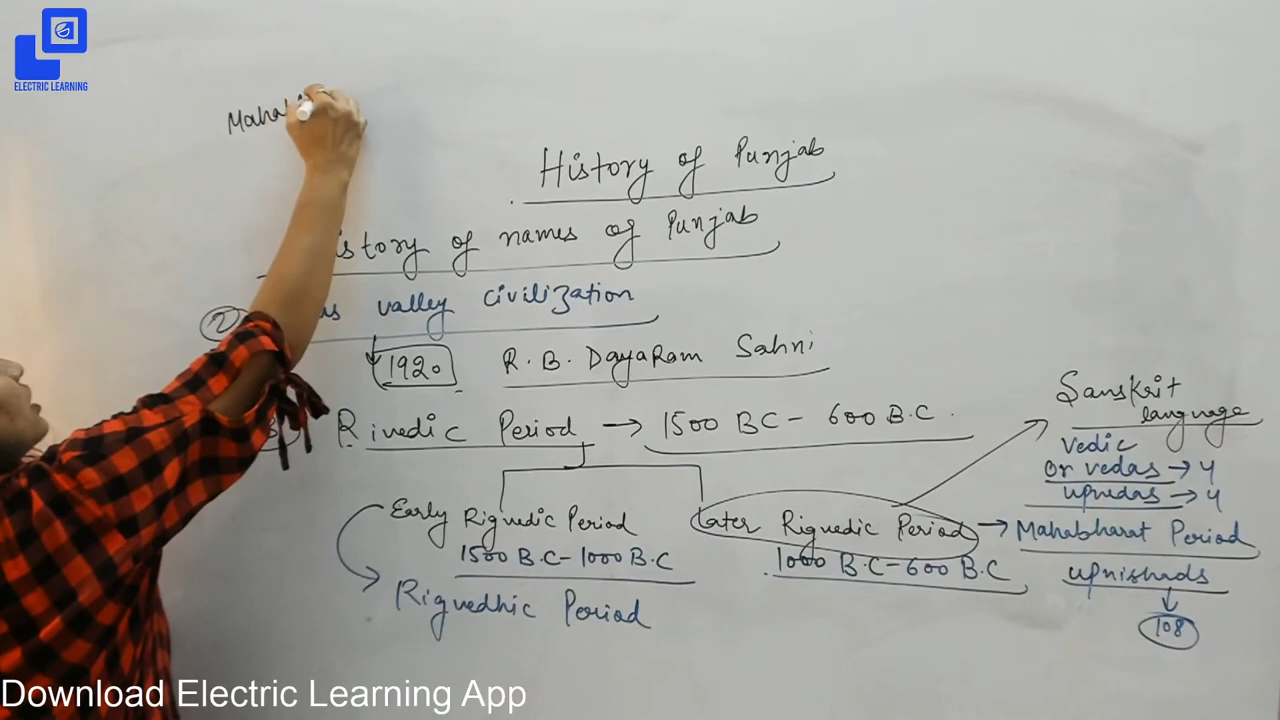 ELECTRIC LEARNING
Maha
History of Punjab
istory of names of Punjab
valley civilization
1920 R.B. DayaRam Sahni
Rivedic Period → 1500 BC - 600 B.C.
Sanskrit
language
Vedic
or vedas → 4
upvedas → 4
Early Rigvedic Period
Later Rigvedic Period → Mahabharat Period
1500 B.C - 1000 B.C
1000 B.C - 600 B.C
upnishads
Rigvedhic Period
108
Download Electric Learning App